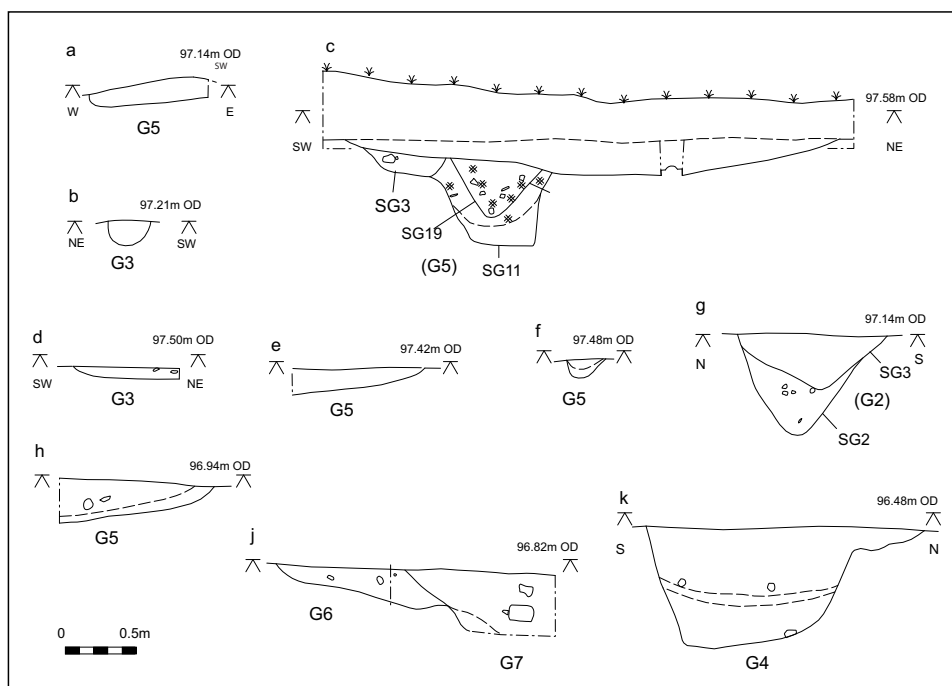 a
97.14m OD
SW
W
E
G5
b
97.21m OD
NE
SW
G3
c
97.58m OD
SW
NE
SG3
SG19
(G5)
SG11
d
97.50m OD
SW
NE
G3
e
97.42m OD
G5
f
97.48m OD
G5
g
97.14m OD
N
S
SG3
(G2)
SG2
h
96.94m OD
G5
j
96.82m OD
G6
G7
k
96.48m OD
S
N
G4
0 0.5m